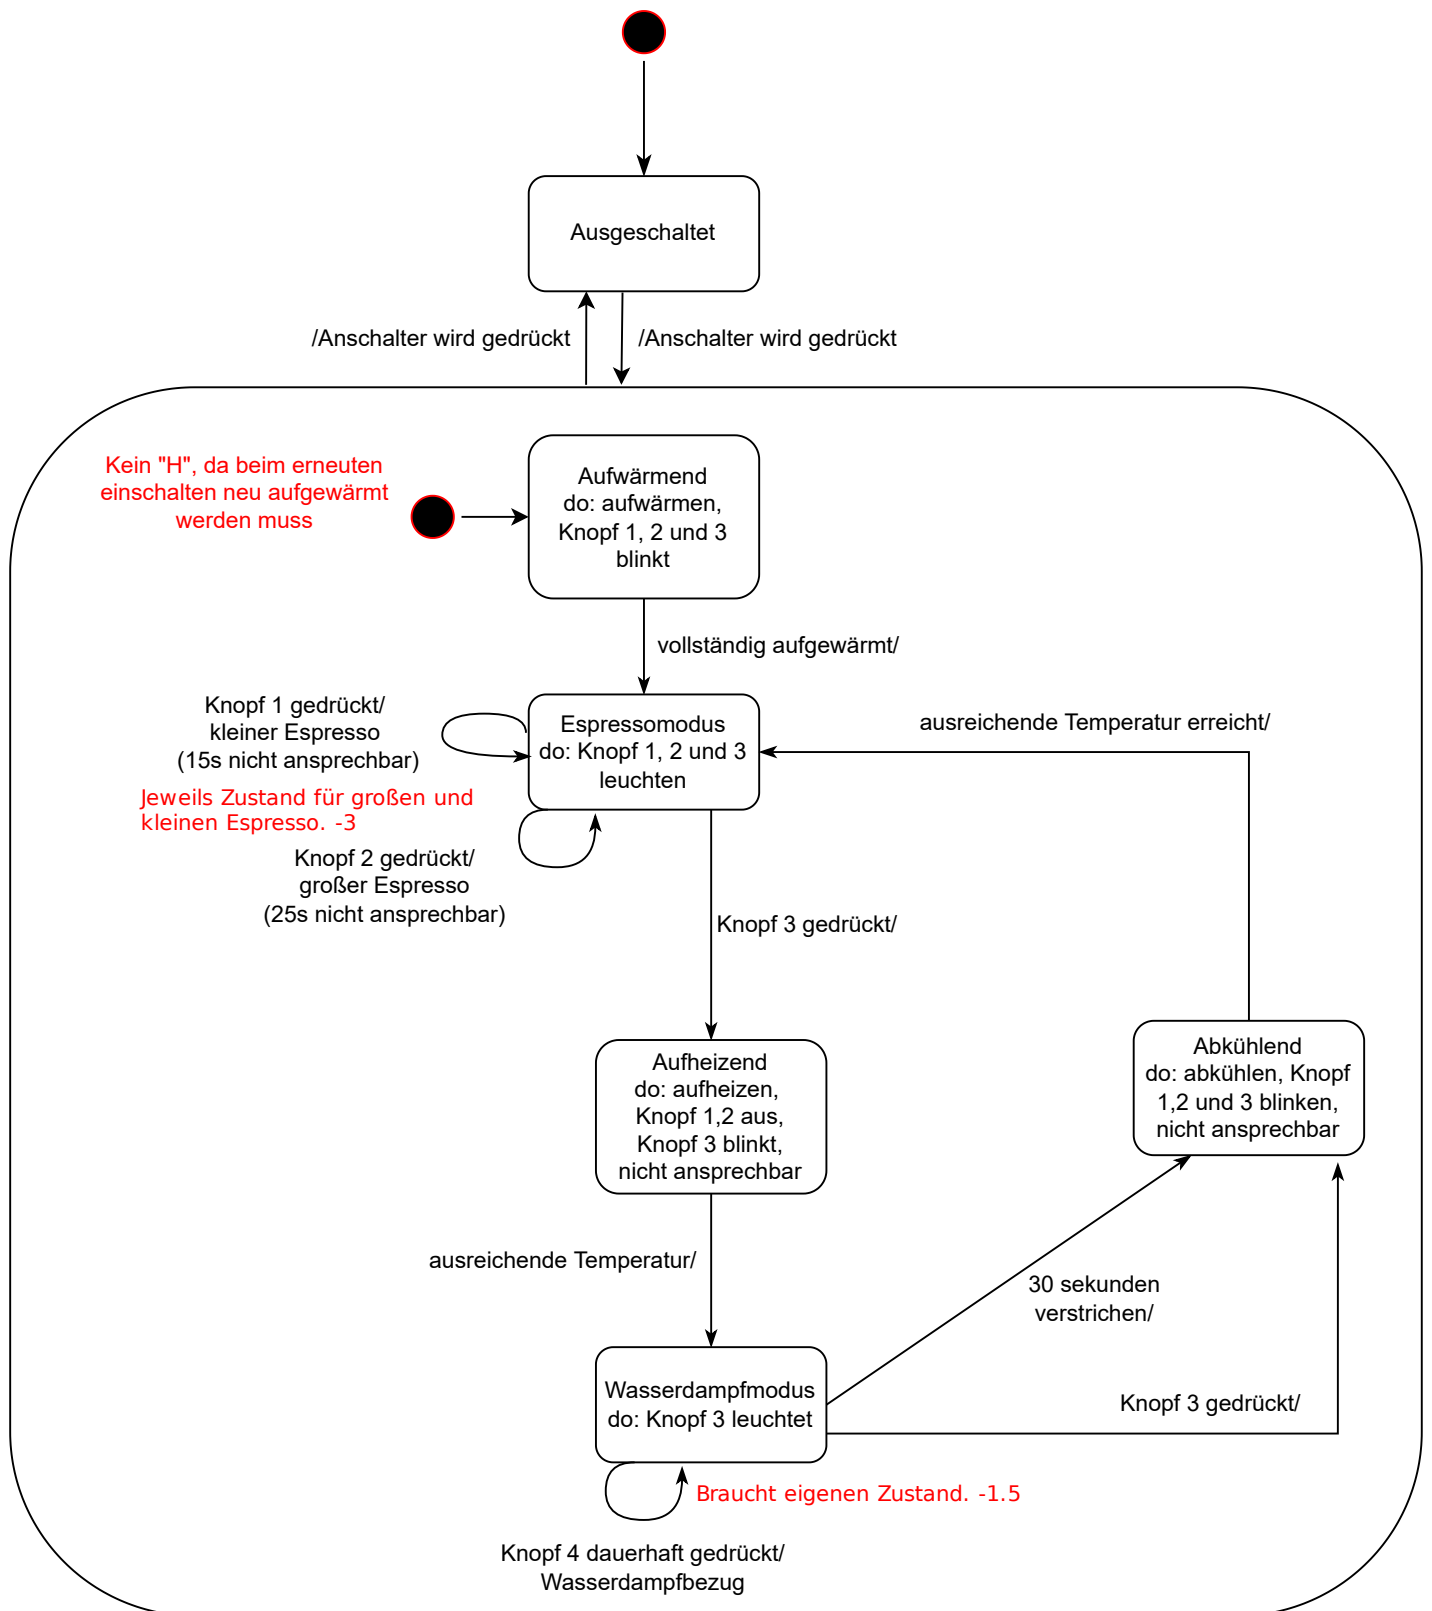 Ausgeschaltet
/Anschalter wird gedrückt
/Anschalter wird gedrückt
Kein "H", da beim erneuten
einschalten neu aufgewärmt
werden muss
Aufwärmend
do: aufwärmen,
Knopf 1, 2 und 3
blinkt
vollständig aufgewärmt/
Knopf 1 gedrückt/
kleiner Espresso
(15s nicht ansprechbar)
Espressomodus
do: Knopf 1, 2 und 3
leuchten
ausreichende Temperatur erreicht/
Jeweils Zustand für großen und
kleinen Espresso. -3
Knopf 2 gedrückt/
großer Espresso
(25s nicht ansprechbar)
Knopf 3 gedrückt/
Aufheizend
do: aufheizen,
Knopf 1,2 aus,
Knopf 3 blinkt,
nicht ansprechbar
Abkühlend
do: abkühlen, Knopf
1,2 und 3 blinken,
nicht ansprechbar
ausreichende Temperatur/
30 sekunden
verstrichen/
Wasserdampfmodus
do: Knopf 3 leuchtet
Knopf 3 gedrückt/
Braucht eigenen Zustand. -1.5
Knopf 4 dauerhaft gedrückt/
Wasserdampfbezug